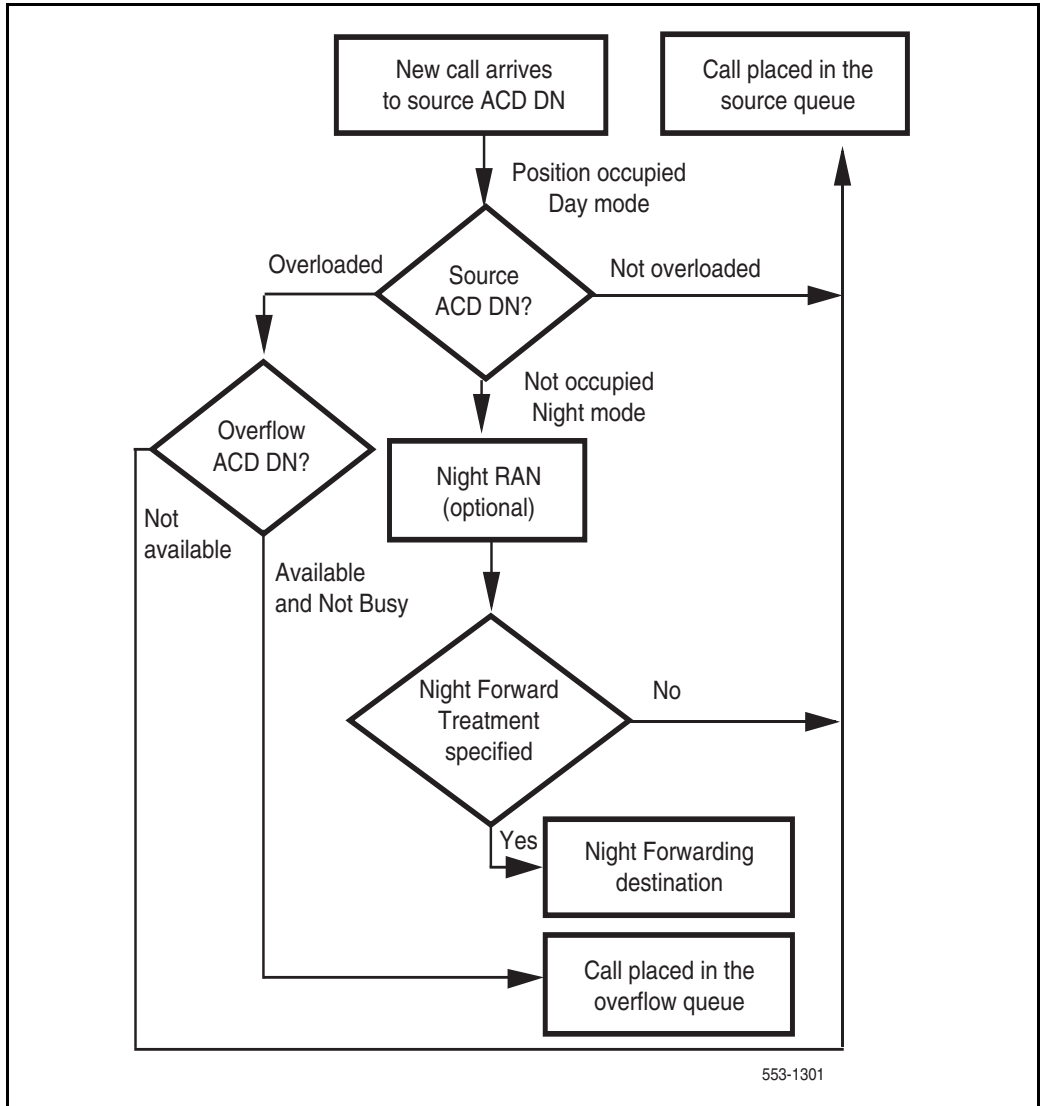 New call arrives
to source ACD DN
Call placed in the
source queue
Position occupied
Day mode
Overloaded
Source
ACD DN?
Not overloaded
Not occupied
Night mode
Overflow
ACD DN?
Night RAN
(optional)
Not
available
Available
and Not Busy
Night Forward
Treatment
specified
No
Yes
Night Forwarding
destination
Call placed in the
overflow queue
553-1301